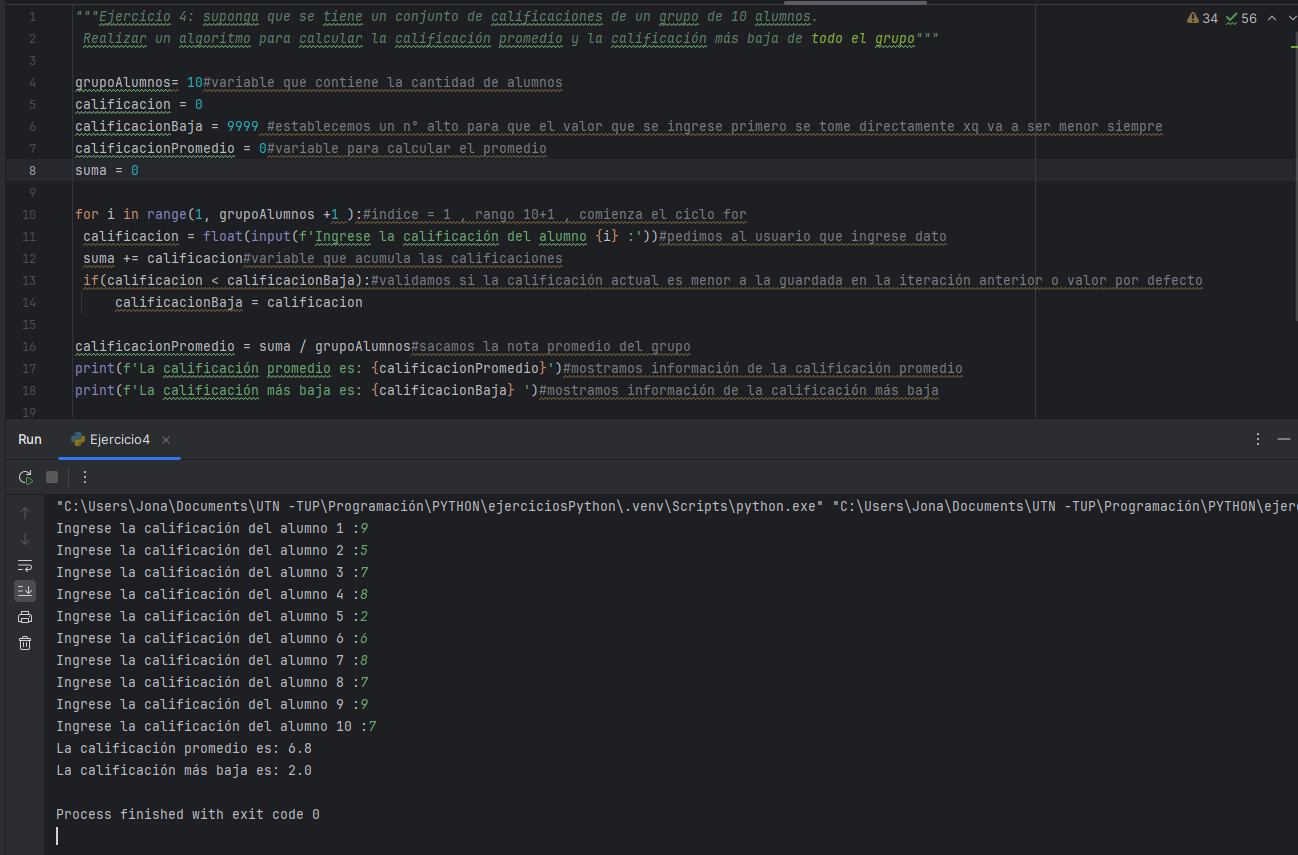 1 """Ejercicio 4: suponga que se tiene un conjunto de calificaciones de un grupo de 10 alumnos.
34 56
2 Realizar un algoritmo para calcular la calificación promedio y la calificación más baja de todo el grupo"""
3
4 grupoAlumnos= 10#variable que contiene la cantidad de alumnos
5 calificacion = 0
6 calificacionBaja = 9999 #establecemos un n° alto para que el valor que se ingrese primero se tome directamente xq va a ser menor siempre
7 calificacionPromedio = 0#variable para calcular el promedio
8 suma = 0
9
10 for i in range(1, grupoAlumnos +1 ):#indice = 1 , rango 10+1 , comienza el ciclo for
11 calificacion = float(input(f'Ingrese la calificación del alumno {i} :'))#pedimos al usuario que ingrese dato
12 suma += calificacion#variable que acumula las calificaciones
13 if(calificacion < calificacionBaja):#validamos si la calificación actual es menor a la guardada en la iteración anterior o valor por defecto
14 calificacionBaja = calificacion
15
16 calificacionPromedio = suma / grupoAlumnos#sacamos la nota promedio del grupo
17 print(f'La calificación promedio es: {calificacionPromedio}')#mostramos información de la calificación promedio
18 print(f'La calificación más baja es: {calificacionBaja} ')#mostramos información de la calificación más baja
19
Run Ejercicio4
"C:\Users\Jona\Documents\UTN -TUP\Programación\PYTHON\ejerciciosPython\.venv\Scripts\python.exe" "C:\Users\Jona\Documents\UTN -TUP\Programación\PYTHON\ejer
Ingrese la calificación del alumno 1 :9
Ingrese la calificación del alumno 2 :5
Ingrese la calificación del alumno 3 :7
Ingrese la calificación del alumno 4 :8
Ingrese la calificación del alumno 5 :2
Ingrese la calificación del alumno 6 :6
Ingrese la calificación del alumno 7 :8
Ingrese la calificación del alumno 8 :7
Ingrese la calificación del alumno 9 :9
Ingrese la calificación del alumno 10 :7
La calificación promedio es: 6.8
La calificación más baja es: 2.0
Process finished with exit code 0